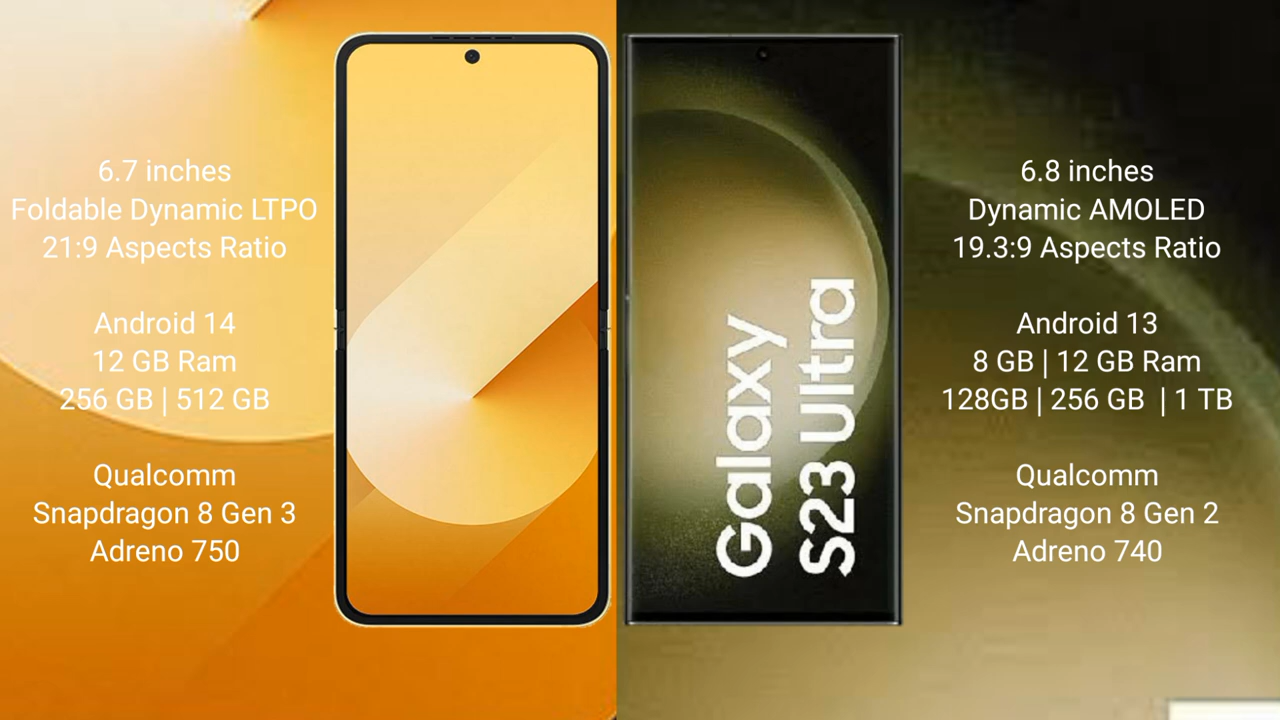 6.7 inches
Foldable Dynamic LTPO
21:9 Aspects Ratio
Android 14
12 GB Ram
256 GB | 512 GB
Qualcomm
Snapdragon 8 Gen 3
Adreno 750
Galaxy
S23 Ultra
6.8 inches
Dynamic AMOLED
19.3:9 Aspects Ratio
Android 13
8 GB | 12 GB Ram
128GB | 256 GB | 1 TB
Qualcomm
Snapdragon 8 Gen 2
Adreno 740